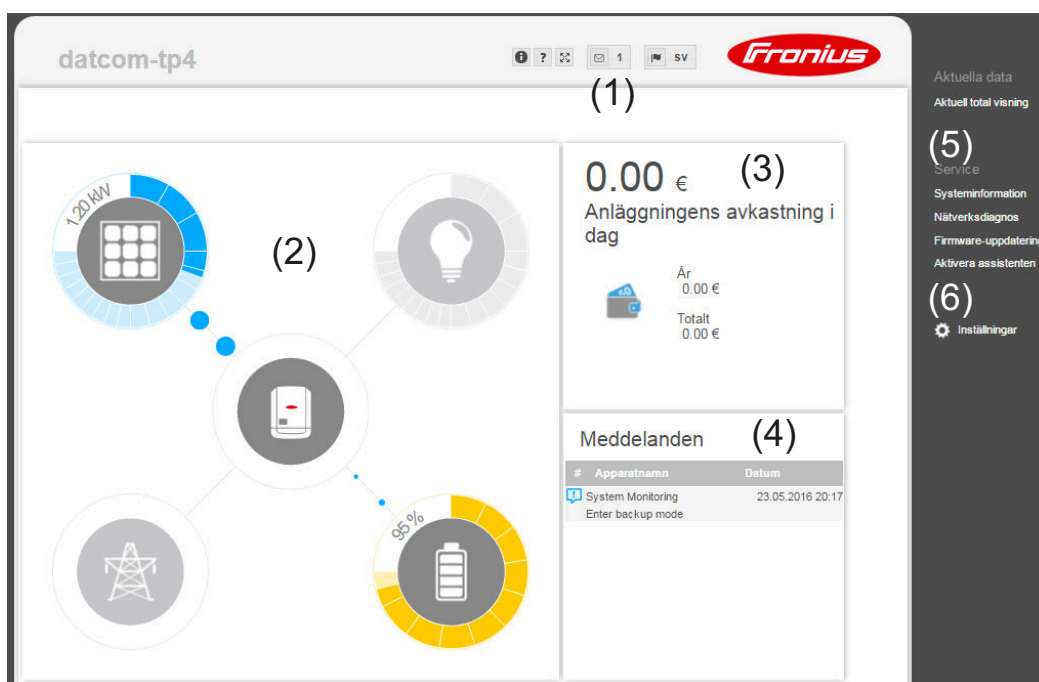 datcom-tp4
i ? 1 SV
Fronius
(1)
Aktuella data
Aktuell total visning
(5)
Service
Systeminformation
Nätverksdiagnos
Firmware-uppdatering
Aktivera assistenten
(6)
Inställningar
(2)
1.20 kW
95 %
0.00 €
(3)
Anläggningens avkastning i
dag
År
0.00 €
Totalt
0.00 €
Meddelanden
(4)
# Apparatnamn Datum
System Monitoring 23.05.2016 20:17
Enter backup mode